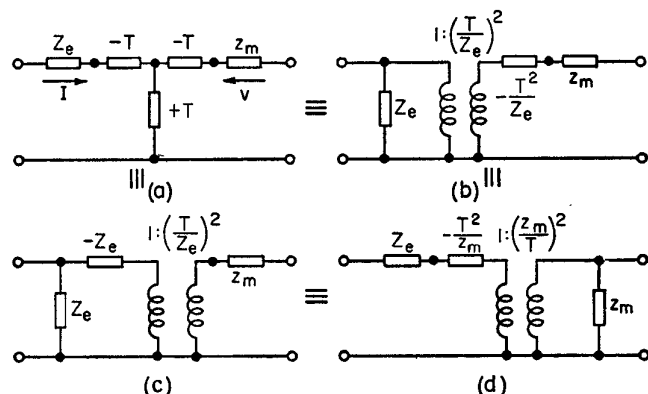 Zₑ −T −T zₘ
I v
+T
≡
|||
(a)
1:(T/Zₑ)²
Zₑ
−T²/Zₑ
zₘ
(b)
|||
1:(T/Zₑ)²
−Zₑ
zₘ
Zₑ
≡
(c)
Zₑ
−T²/zₘ
1:(zₘ/T)²
zₘ
(d)